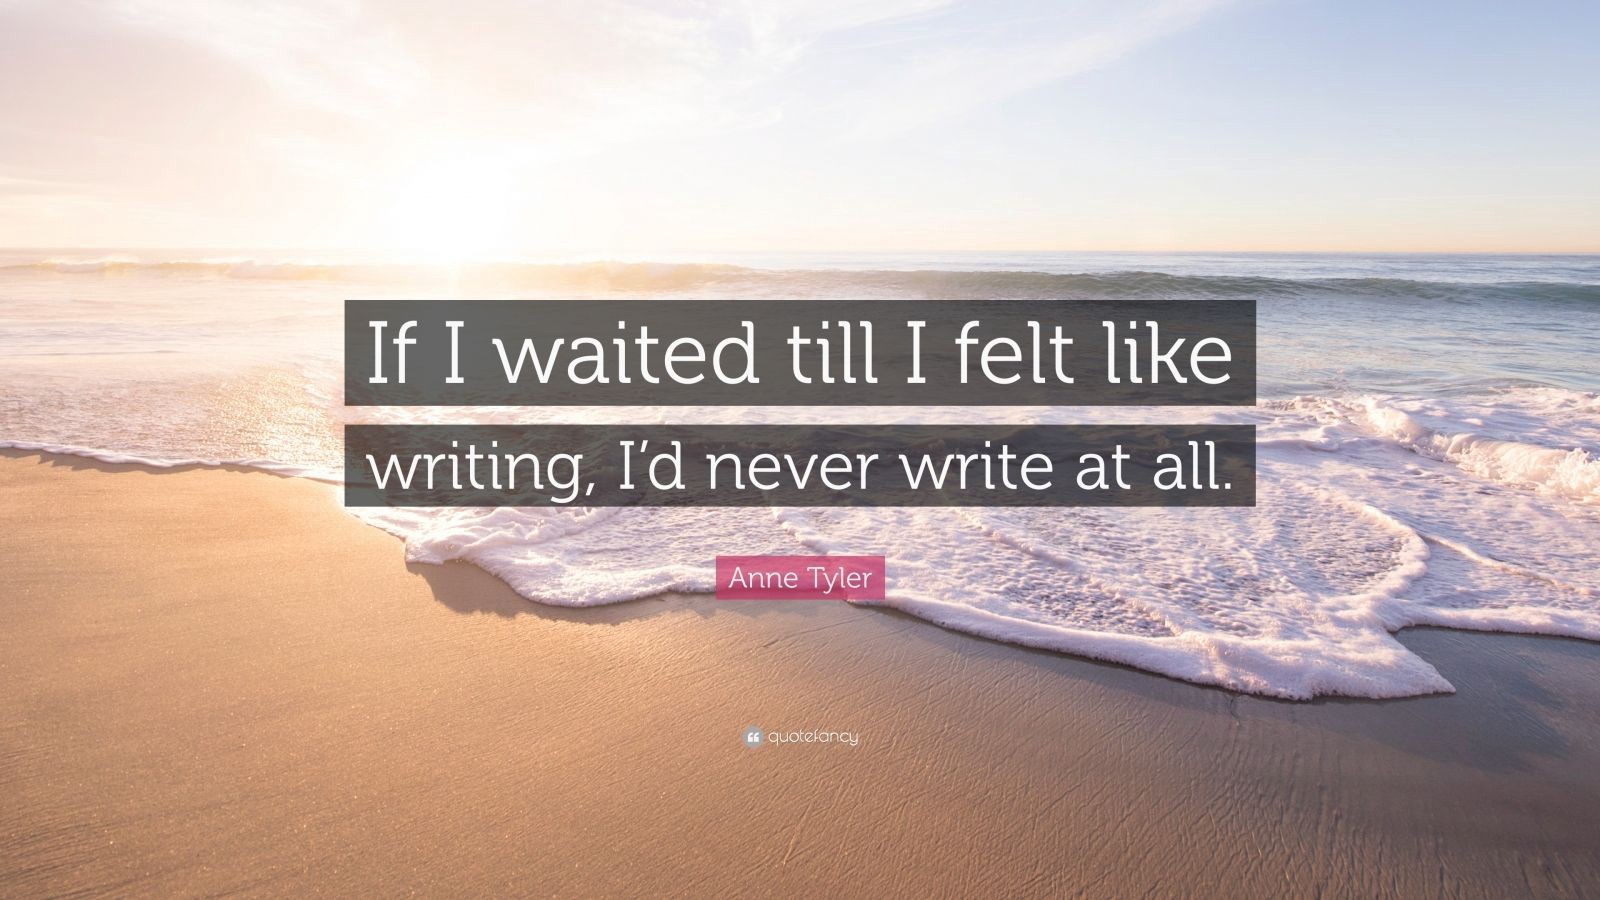 If I waited till I felt like
writing, I’d never write at all.
Anne Tyler
quotefancy